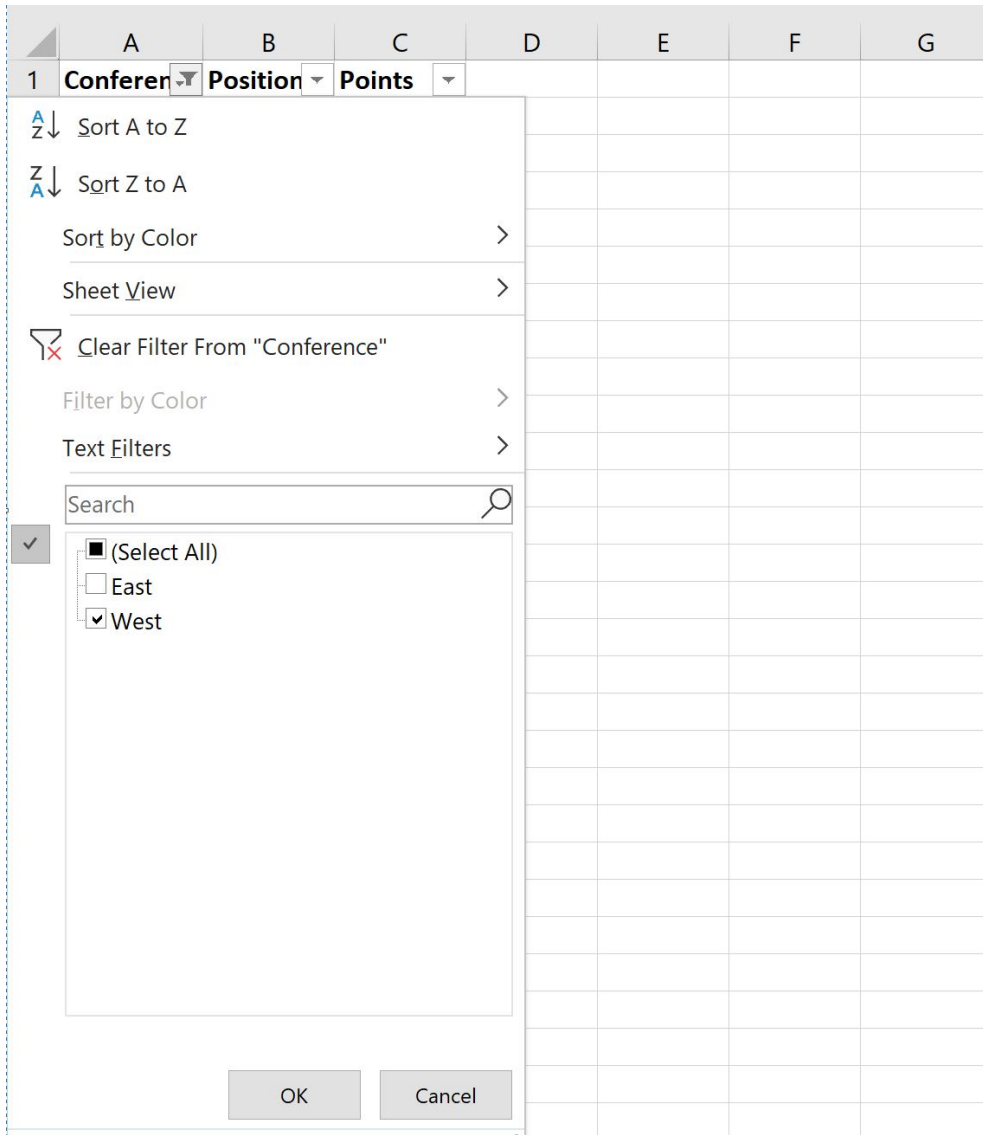 A B C D E F G
1 Conferen Position Points
Sort A to Z
Sort Z to A
Sort by Color
Sheet View
Clear Filter From "Conference"
Filter by Color
Text Filters
Search
(Select All)
East
West
OK Cancel